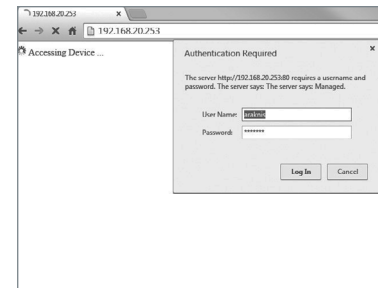 192.168.20.253
192.168.20.253
Accessing Device ...
Authentication Required
The server http://192.168.20.253:80 requires a username and
password. The server says: The server says: Managed.
User Name:
Password: *******
Log In Cancel